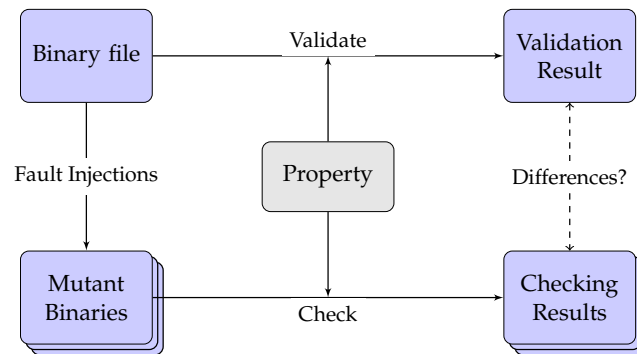 Binary file
Validate
Validation
Result
Fault Injections
Property
Differences?
Mutant
Binaries
Check
Checking
Results